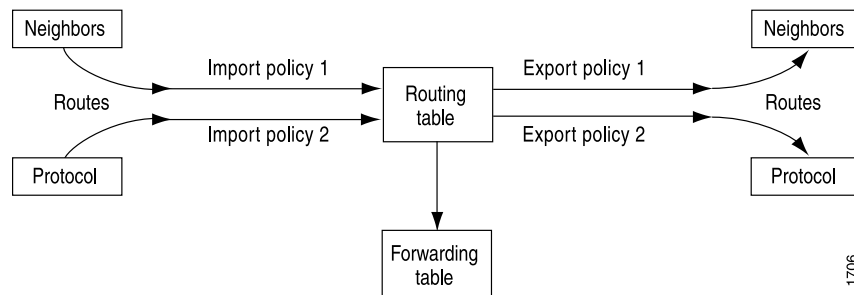 Neighbors
Neighbors
Import policy 1
Export policy 1
Routes
Routing
table
Routes
Import policy 2
Export policy 2
Protocol
Protocol
Forwarding
table
1706